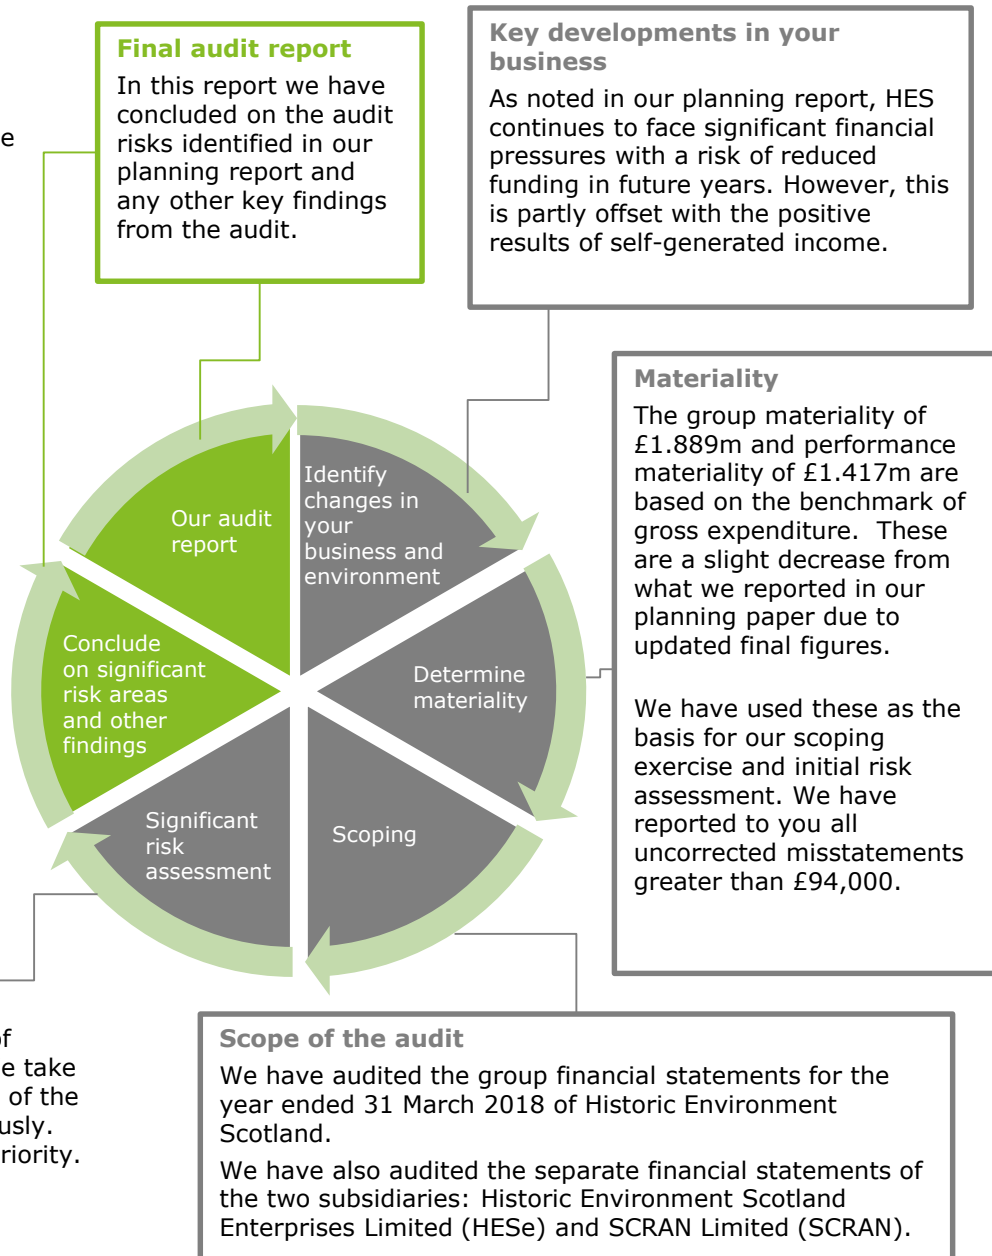 Final audit report
In this report we have
concluded on the audit
risks identified in our
planning report and
any other key findings
from the audit.
Key developments in your
business
As noted in our planning report, HES
continues to face significant financial
pressures with a risk of reduced
funding in future years. However, this
is partly offset with the positive
results of self-generated income.
Materiality
The group materiality of
£1.889m and performance
materiality of £1.417m are
based on the benchmark of
gross expenditure.  These
are a slight decrease from
what we reported in our
planning paper due to
updated final figures.
We have used these as the
basis for our scoping
exercise and initial risk
assessment. We have
reported to you all
uncorrected misstatements
greater than £94,000.
Identify
changes in
your
business and
environment
Determine
materiality
Scoping
Significant
risk
assessment
Conclude
on significant
risk areas
and other
findings
Our audit
report
Scope of the audit
We have audited the group financial statements for the
year ended 31 March 2018 of Historic Environment
Scotland.
We have also audited the separate financial statements of
the two subsidiaries: Historic Environment Scotland
Enterprises Limited (HESe) and SCRAN Limited (SCRAN).
take
of the